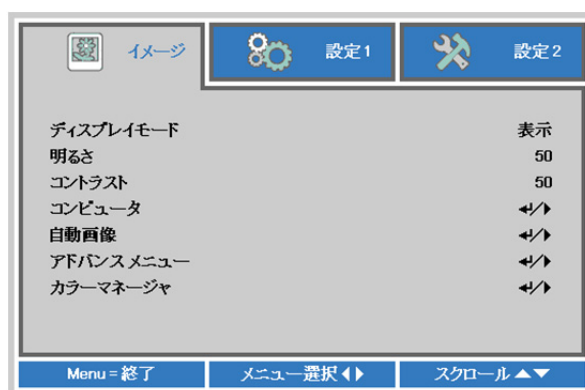 イメージ 設定1 設定2
ディスプレイモード 表示
明るさ 50
コントラスト 50
コンピュータ ↵/▶
自動画像 ↵/▶
アドバンスメニュー ↵/▶
カラーマネージャ ↵/▶
Menu = 終了 メニュー選択◀▶ スクロール▲▼